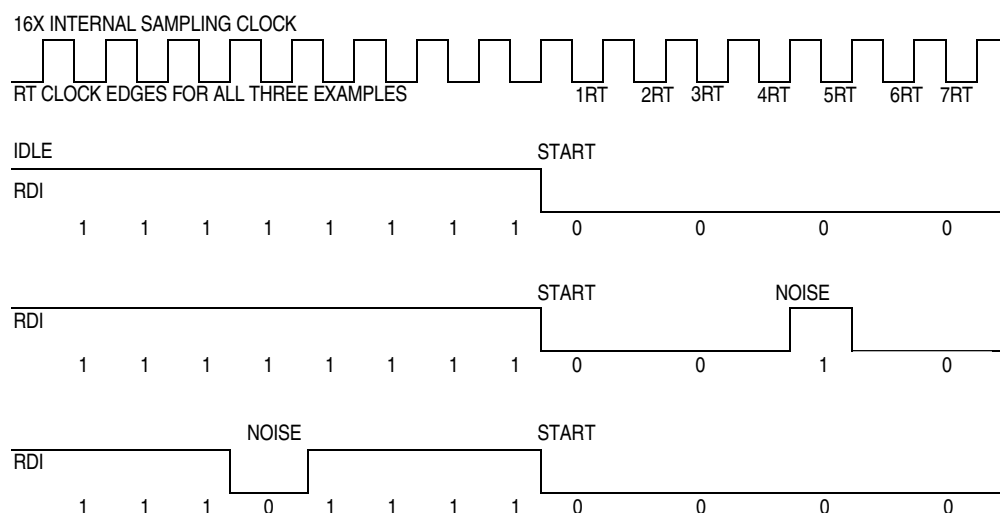 16X INTERNAL SAMPLING CLOCK
RT CLOCK EDGES FOR ALL THREE EXAMPLES 1RT 2RT 3RT 4RT 5RT 6RT 7RT
IDLE START
RDI
1 1 1 1 1 1 1 1 0 0 0 0
START NOISE
RDI
1 1 1 1 1 1 1 1 0 0 1 0
NOISE START
RDI
1 1 1 0 1 1 1 1 0 0 0 0